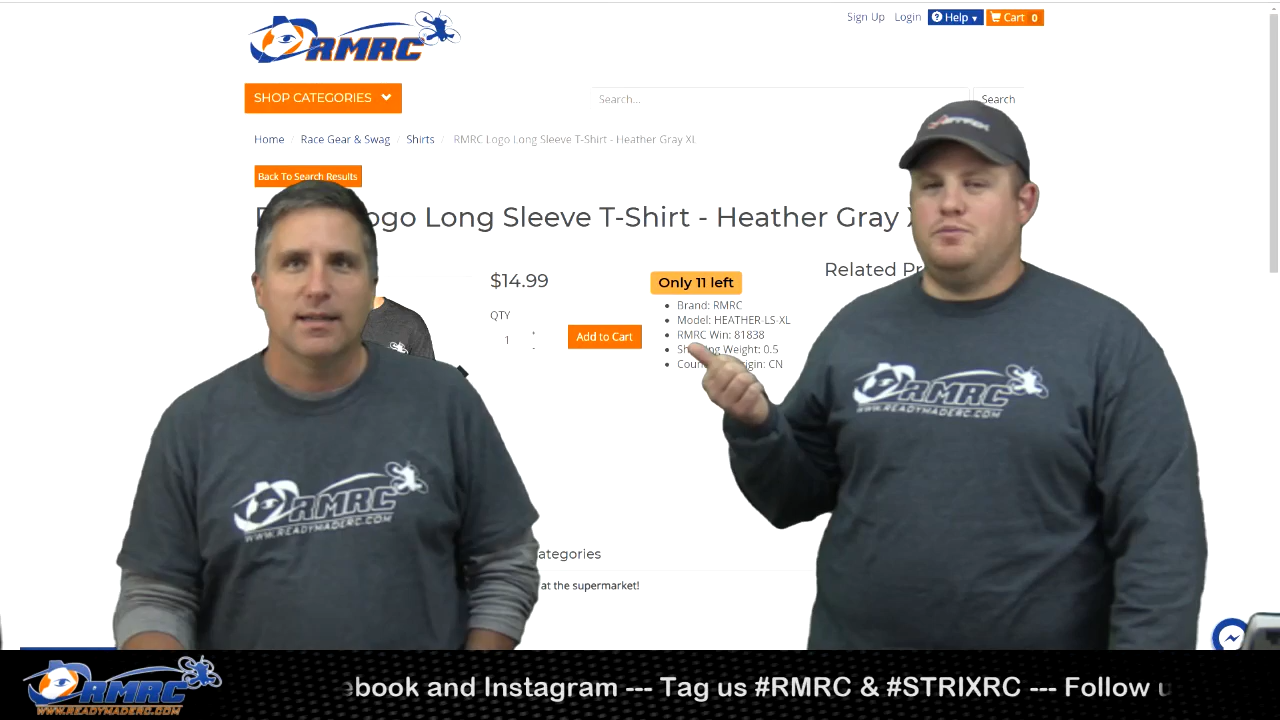 RMRC
Sign Up
Login
Help
Cart 0
SHOP CATEGORIES
Search...
Search
Home / Race Gear & Swag / Shirts / RMRC Logo Long Sleeve T-Shirt - Heather Gray XL
Back To Search Results
Logo Long Sleeve T-Shirt - Heather Gray
$14.99
Only 11 left
Related
QTY
1
+
-
Add to Cart
Brand: RMRC
Model: HEATHER-LS-XL
RMRC Win: 81838
Weight: 0.5
CN
STRIX
RMRC
WWW.READYMADERC.COM
RMRC
WWW.READYMADERC.COM
at the supermarket!
RMRC
WWW.READYMADERC.COM
and Instagram --- Tag us #RMRC & #STRIXRC --- Follow